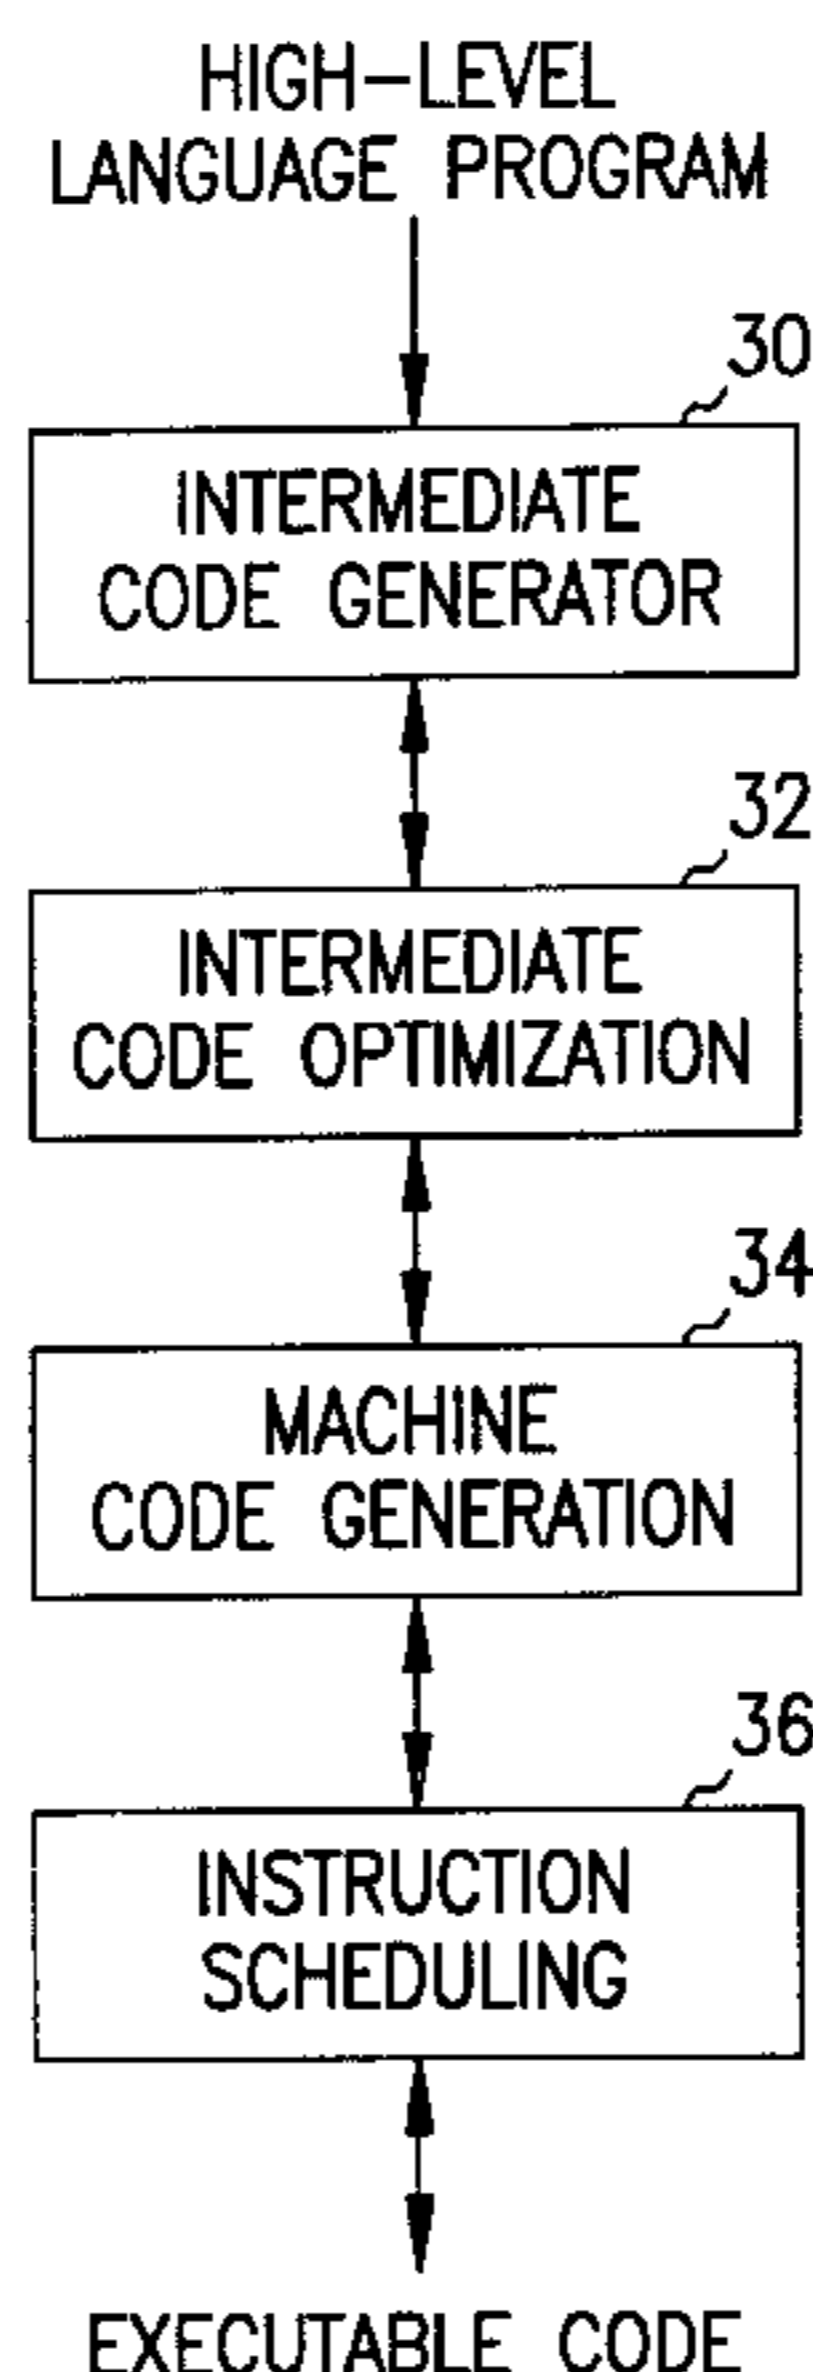 HIGH-LEVEL
LANGUAGE PROGRAM
30
INTERMEDIATE
CODE GENERATOR
32
INTERMEDIATE
CODE OPTIMIZATION
34
MACHINE
CODE GENERATION
36
INSTRUCTION
SCHEDULING
EXECUTABLE CODE